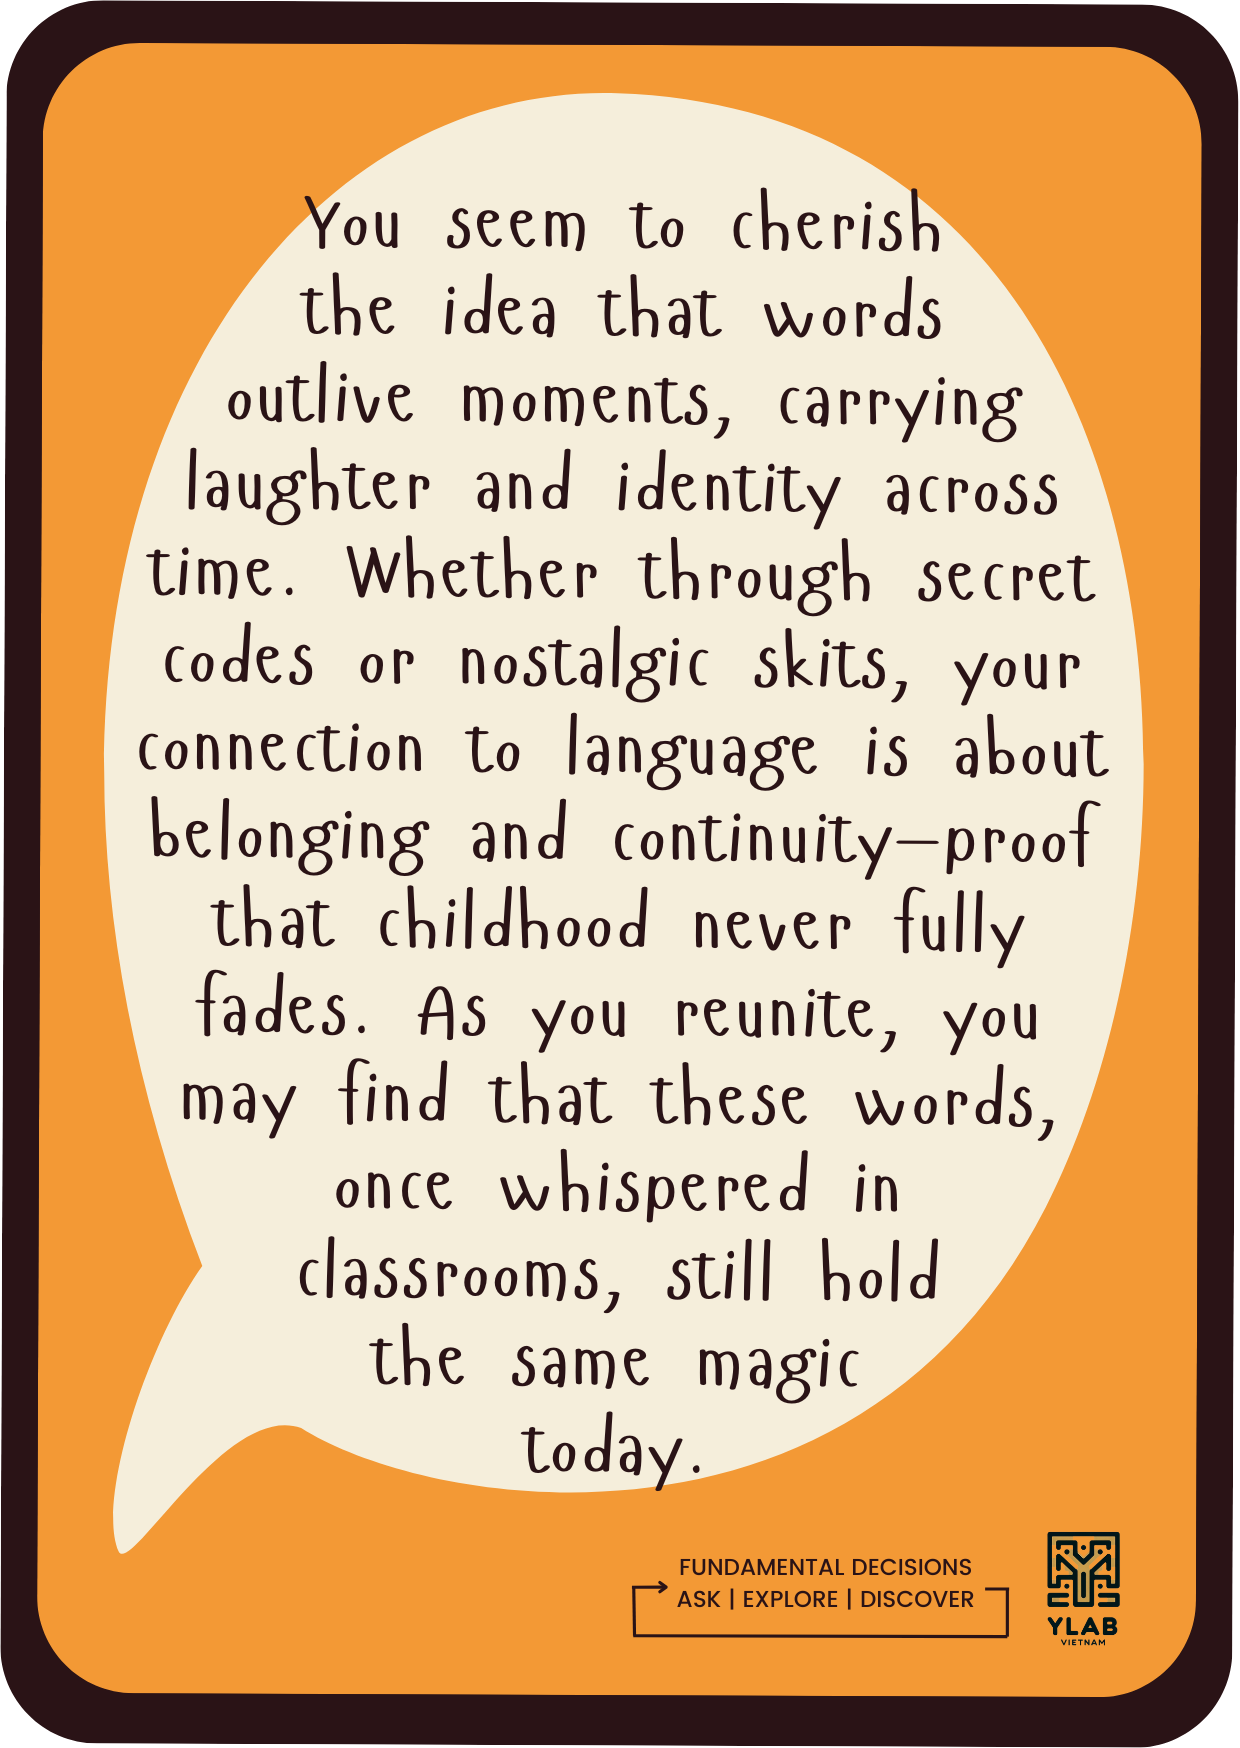 You seem to cherish
the idea that words
outlive moments, carrying
laughter and identity across
time. Whether through secret
codes or nostalgic skits, your
connection to language is about
belonging and continuity—proof
that childhood never fully
fades. As you reunite, you
may find that these words,
once whispered in
classrooms, still hold
the same magic
today.
FUNDAMENTAL DECISIONS
ASK | EXPLORE | DISCOVER
YLAB
VIETNAM